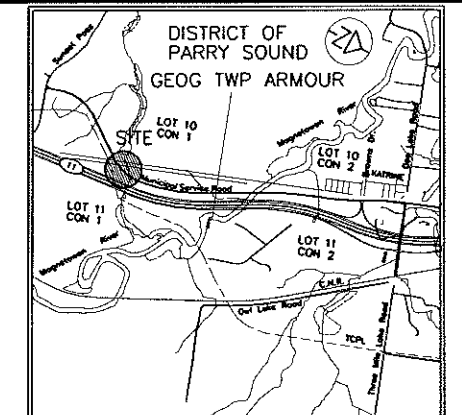 DISTRICT OF
PARRY SOUND
GEOG TWP ARMOUR
N
Sunset Road
LOT 10
CON 1
SITE
11
Municipal Service Road
LOT 11
CON 1
Magnetawan River
Magnetawan River
LOT 10
CON 2
KATRINE
LOT 11
CON 2
C.N.R.
Owl Lake Road
TCPL
Three Mile Lake Road